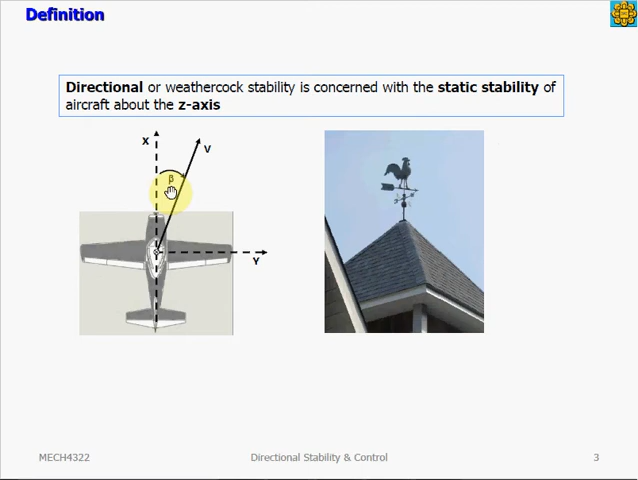 Definition
Directional or weathercock stability is concerned with the static stability of
aircraft about the z-axis
X
V
β
Y
MECH4322
Directional Stability & Control
3